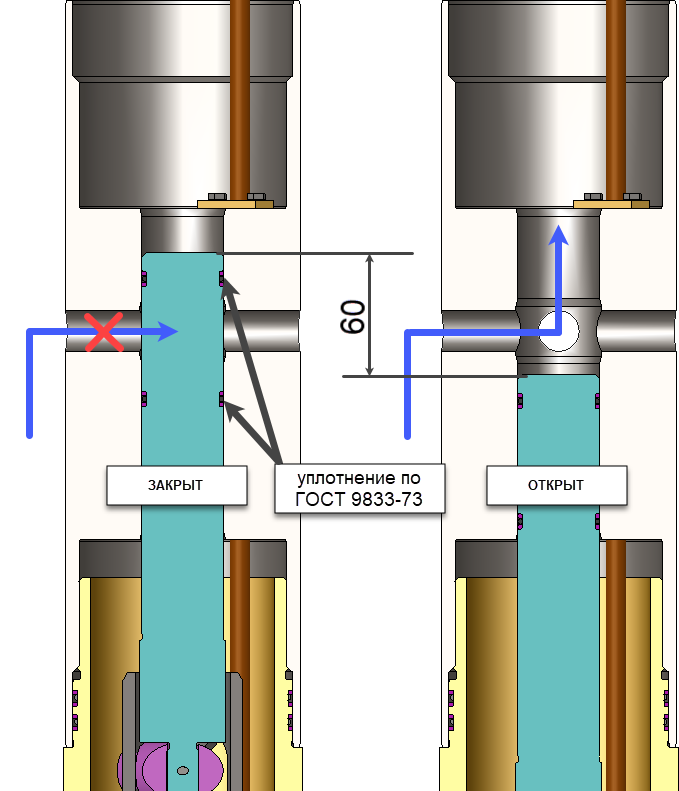 60
уплотнение по
ГОСТ 9833-73
ЗАКРЫТ
ОТКРЫТ